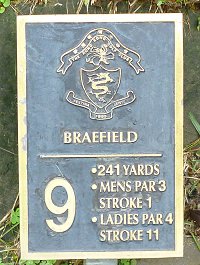 BRAEFIELD
9
•241 YARDS
•MENS PAR 3
STROKE 1
•LADIES PAR 4
STROKE 11